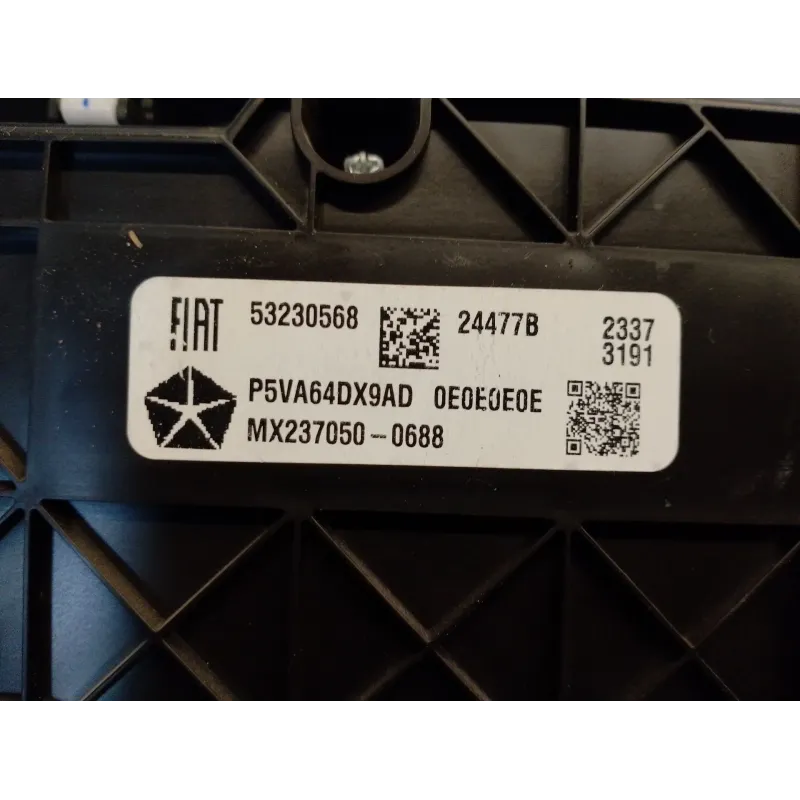 FIAT 53230568 24477B 2337
3191
P5VA64DX9AD 0E0E0E0E
MX237050-0688